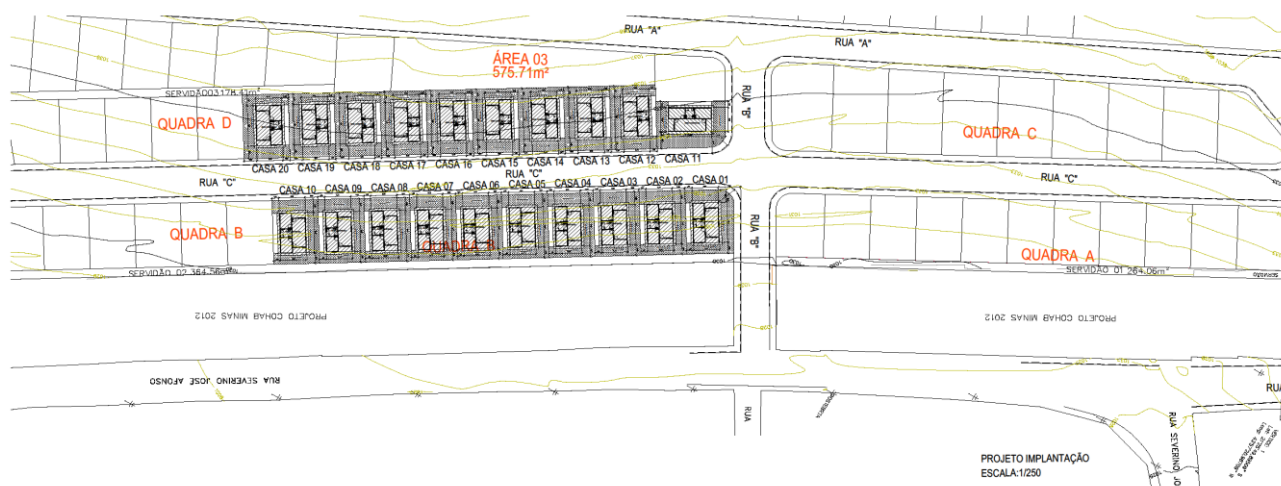 RUA "A"
RUA "A"
ÁREA 03
575.71m²
RUA "B"
QUADRA D
QUADRA C
CASA 20 CASA 19 CASA 18 CASA 17 CASA 16 CASA 15 CASA 14 CASA 13 CASA 12 CASA 11
RUA "C"
RUA "C"
RUA "C"
CASA 10 CASA 09 CASA 08 CASA 07 CASA 06 CASA 05 CASA 04 CASA 03 CASA 02 CASA 01
QUADRA B
QUADRA B
RUA "B"
QUADRA A
SERVIDÃO 02 364.56m²
SERVIDÃO 01 264.06m²
SERVIDÃO
PROJETO COHAB MINAS 2012
PROJETO COHAB MINAS 2012
RUA SEVERINO JOSÉ AFONSO
RUA
RUA
RUA SEVERINO JO
PROJETO IMPLANTAÇÃO
ESCALA:1/250